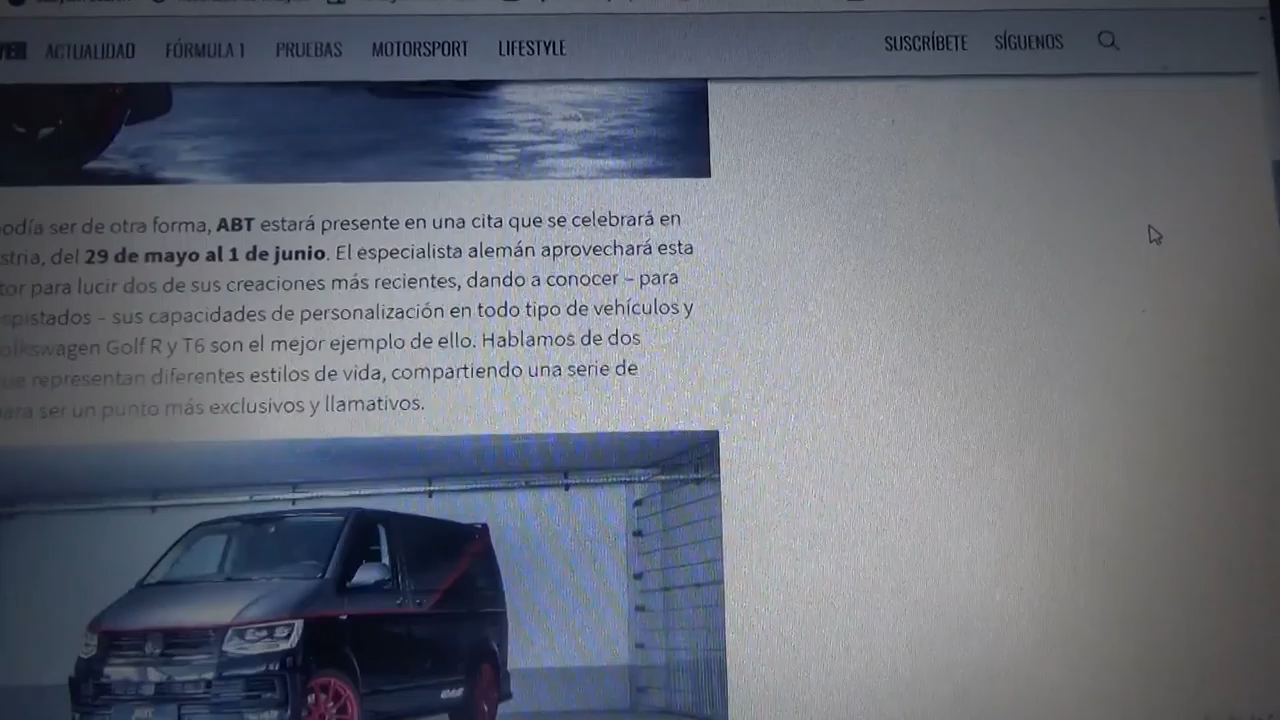 ACTUALIDAD FÓRMULA 1 PRUEBAS MOTORSPORT LIFESTYLE SUSCRÍBETE SÍGUENOS
odía ser de otra forma, ABT estará presente en una cita que se celebrará en
stria, del 29 de mayo al 1 de junio. El especialista alemán aprovechará esta
tor para lucir dos de sus creaciones más recientes, dando a conocer – para
spistados – sus capacidades de personalización en todo tipo de vehículos y
olkswagen Golf R y T6 son el mejor ejemplo de ello. Hablamos de dos
ue representan diferentes estilos de vida, compartiendo una serie de
para ser un punto más exclusivos y llamativos.